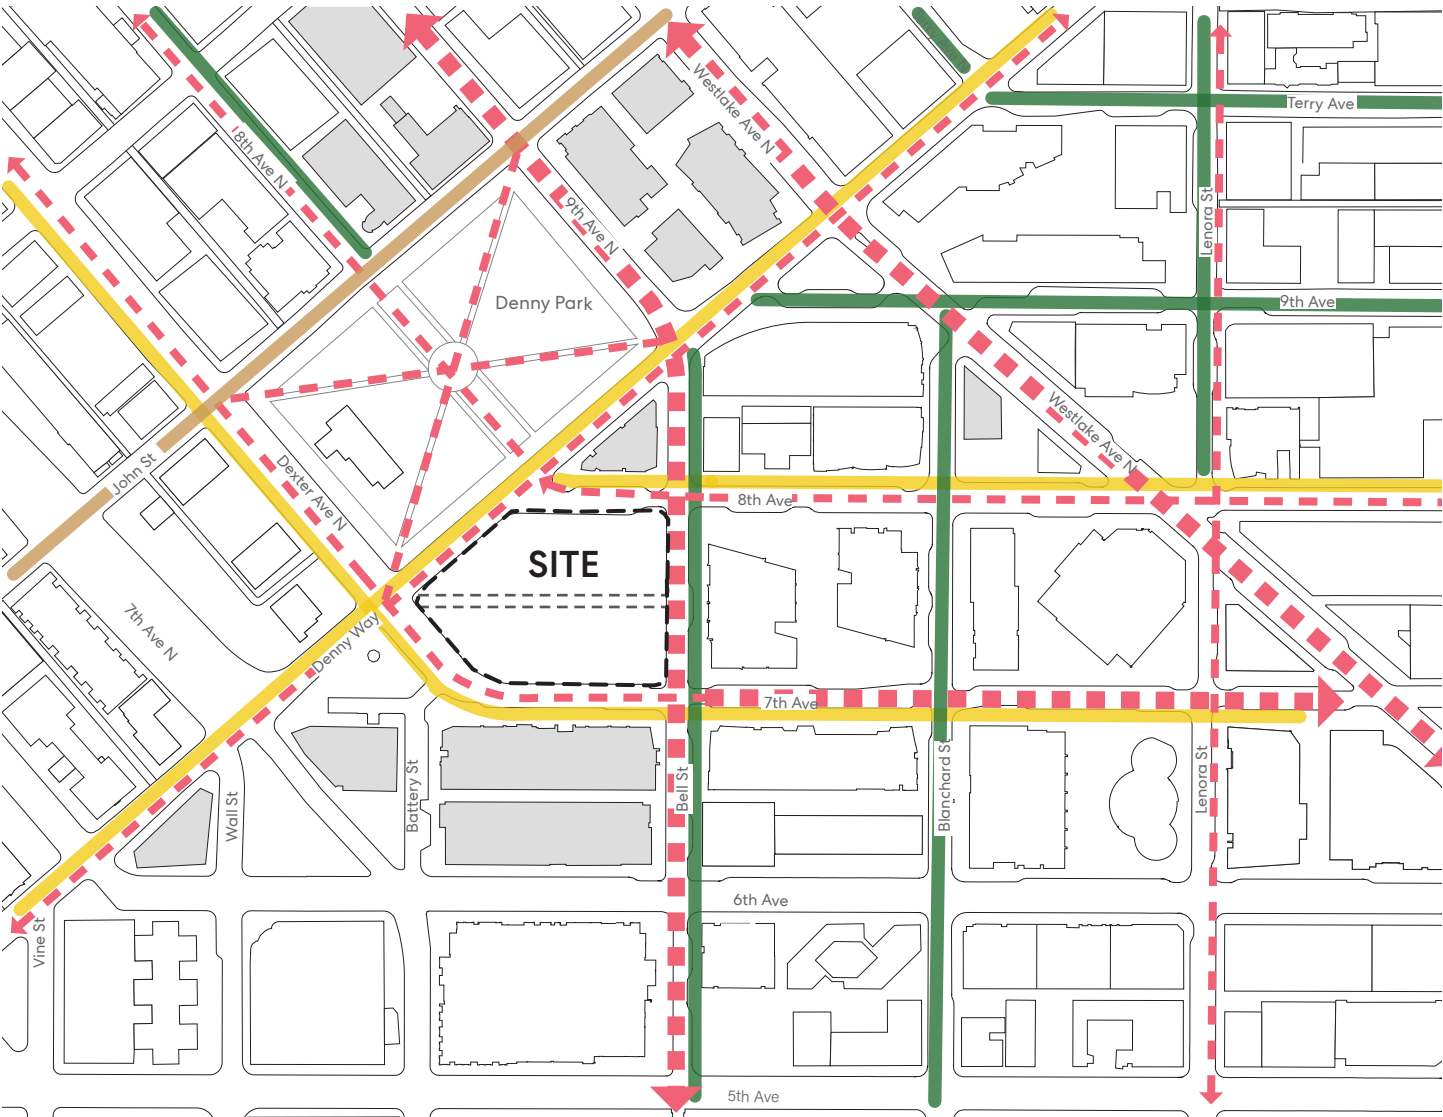 Westlake Ave N
Terry Ave
8th Ave N
9th Ave N
Lenora St
Denny Park
9th Ave
Westlake Ave N
John St
Dexter Ave N
8th Ave
SITE
7th Ave N
Denny Way
7th Ave
Battery St
Bell St
Blanchard St
Lenora St
Wall St
6th Ave
Vine St
5th Ave